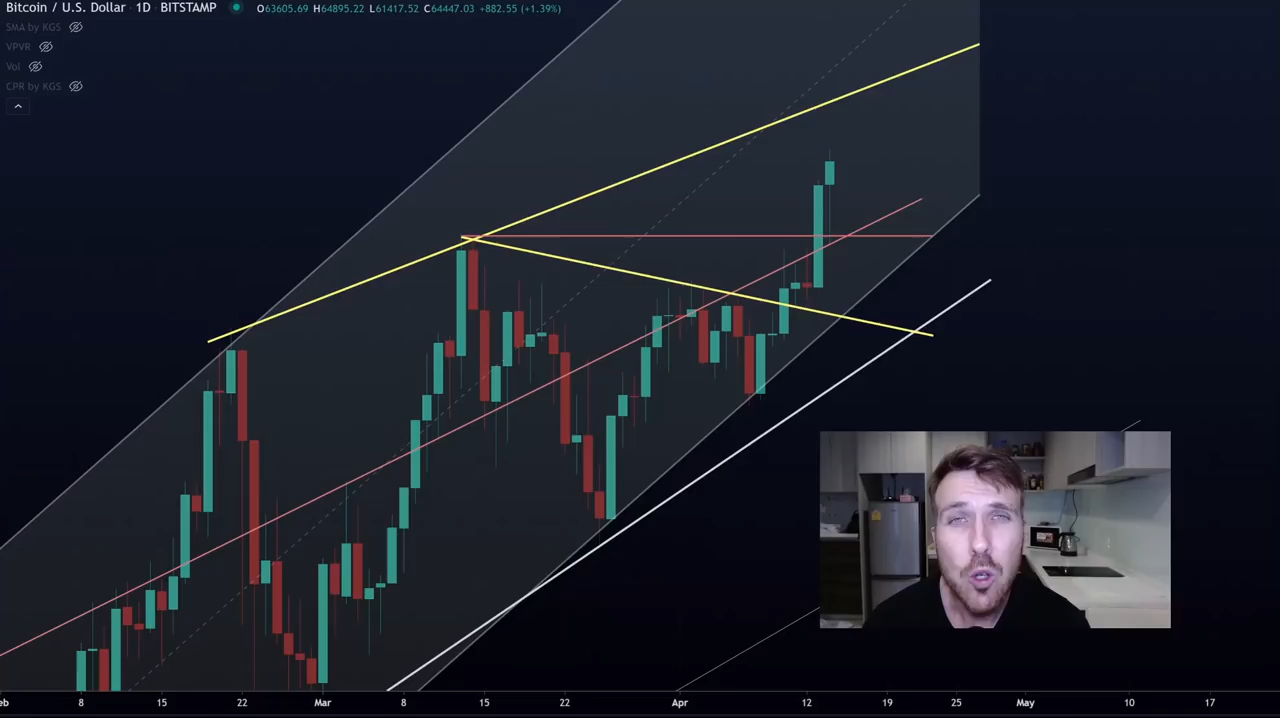 Bitcoin / U.S. Dollar · 1D · BITSTAMP O63605.69 H64895.22 L61417.52 C64447.03 +882.55 (+1.39%)
SMA by KGS
VPVR
Vol
CPR by KGS
eb 8 15 22 Mar 8 15 22 Apr 12 19 25 May 10 17